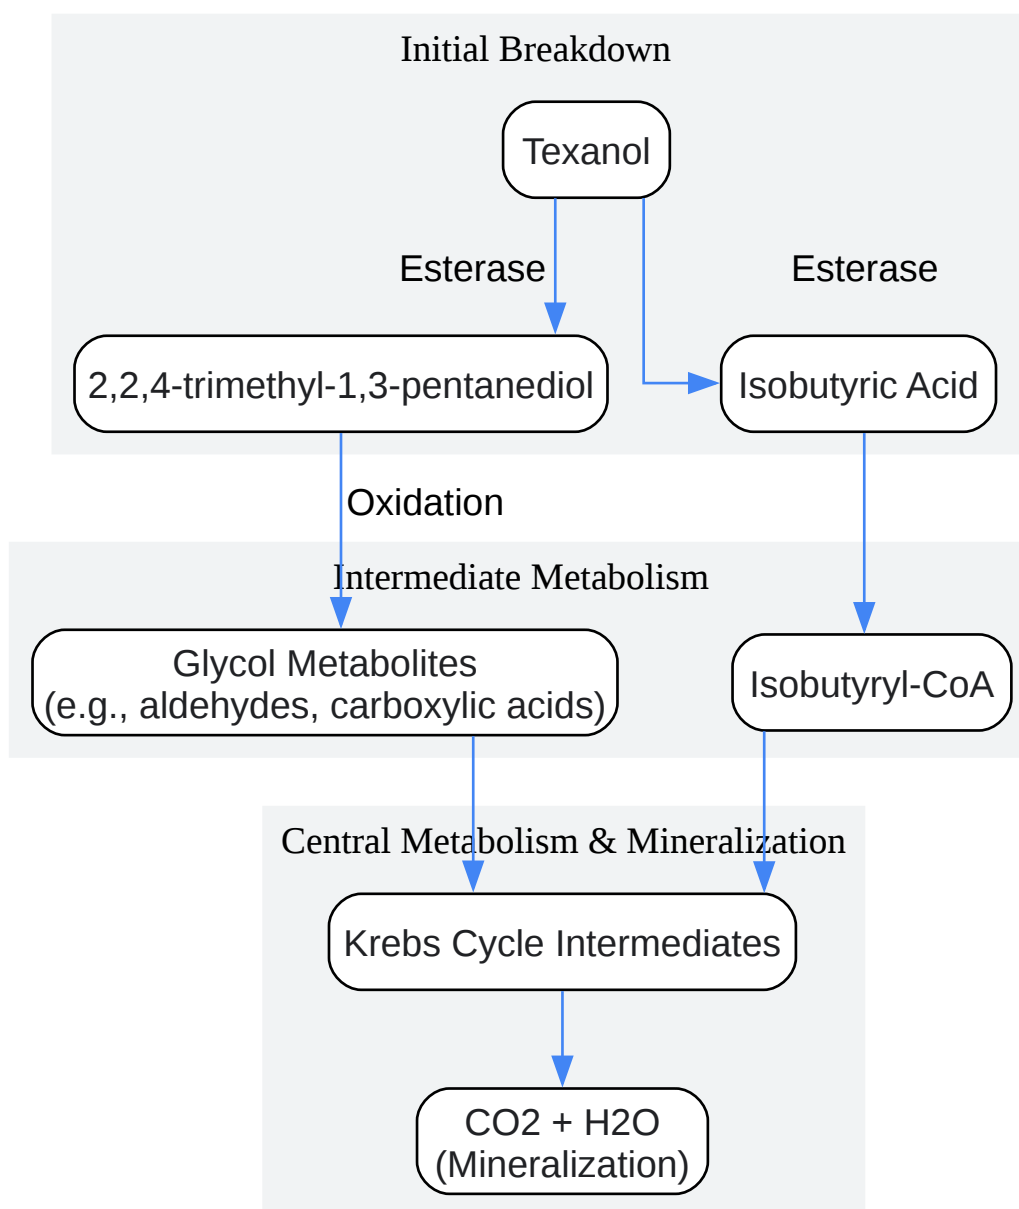 Initial Breakdown
Texanol
Esterase
Esterase
2,2,4-trimethyl-1,3-pentanediol
Isobutyric Acid
Oxidation
Intermediate Metabolism
Glycol Metabolites
(e.g., aldehydes, carboxylic acids)
Isobutyryl-CoA
Central Metabolism & Mineralization
Krebs Cycle Intermediates
CO2 + H2O
(Mineralization)